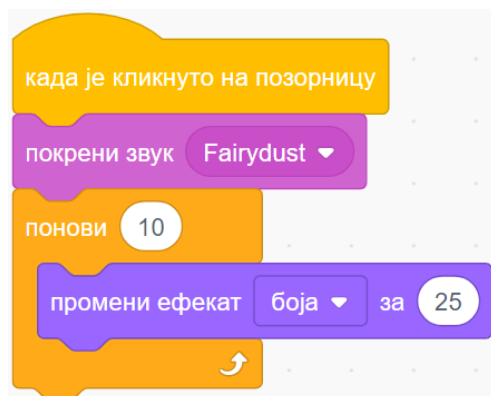 када је кликнуто на позорницу
покрени звук Fairydust
понови 10
промени ефекат боја за 25